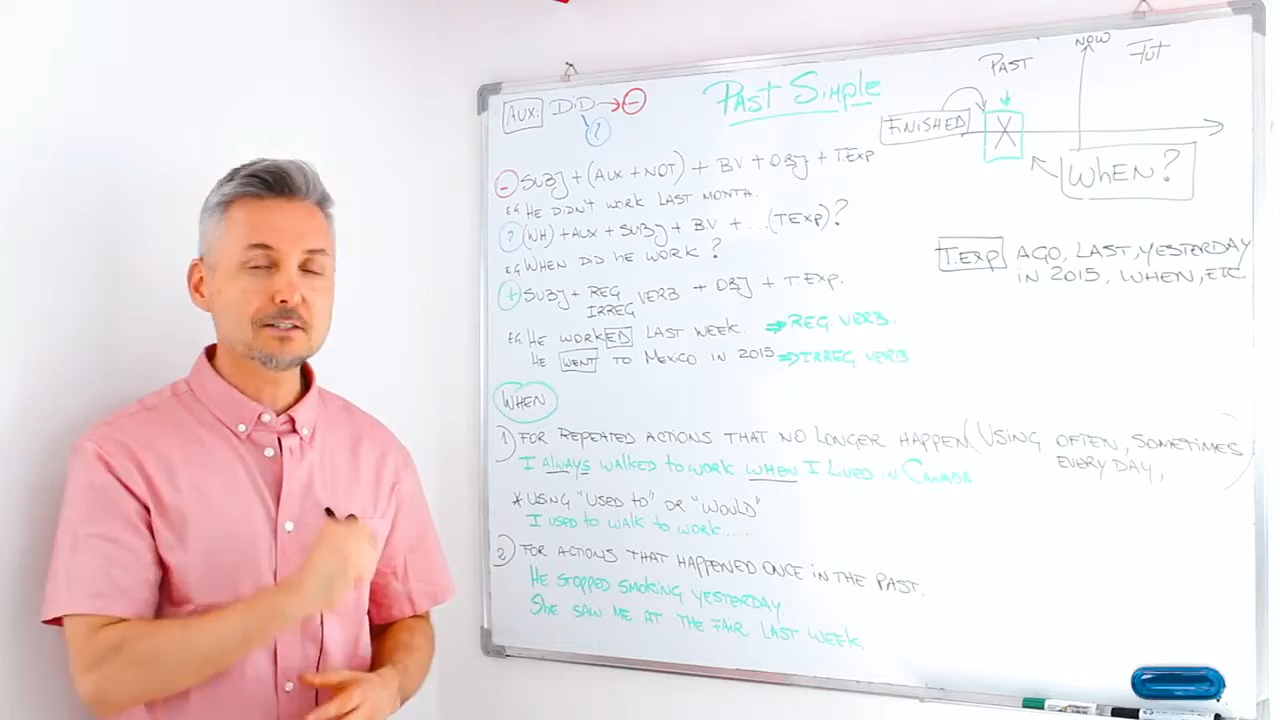 AUX: DID → -
?
PAST SIMPLE
PAST
NOW
FUT
FINISHED
X
WHEN?
- SUBJ + (AUX + NOT) + BV + OBJ + T.EXP
EG HE DIDN'T WORK LAST MONTH.
? (WH) + AUX + SUBJ + BV + ... (T.EXP)?
EG WHEN DID HE WORK?
+ SUBJ + REG VERB + OBJ + T.EXP.
IRREG
EG. HE WORKED LAST WEEK. ⇒ REG. VERB.
HE WENT TO MEXICO IN 2015 ⇒ IRREG VERB
T.EXP AGO, LAST, YESTERDAY
IN 2015, WHEN, ETC.
WHEN
1) FOR REPEATED ACTIONS THAT NO LONGER HAPPEN (USING OFTEN, SOMETIMES
EVERY DAY, )
I ALWAYS WALKED TO WORK WHEN I LIVED IN CANADA
* USING "USED TO" OR "WOULD"
I USED TO WALK TO WORK.....
2) FOR ACTIONS THAT HAPPENED ONCE IN THE PAST.
HE STOPPED SMOKING YESTERDAY.
SHE SAW ME AT THE FAIR LAST WEEK.